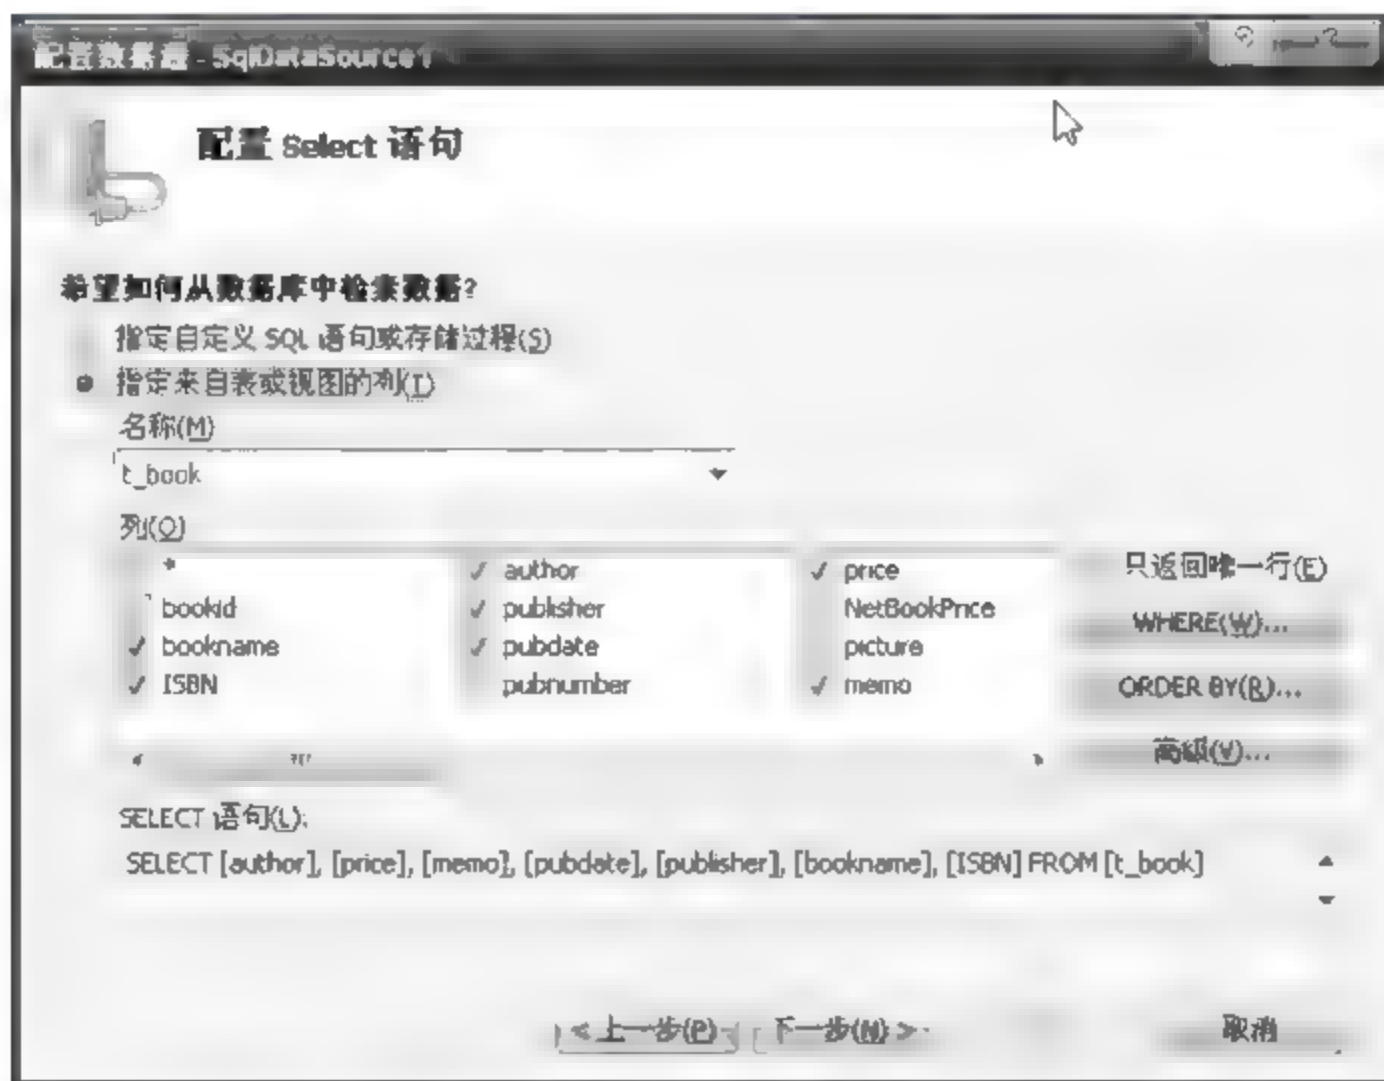 配置数据源 - SqlDataSource1
配置 Select 语句
希望如何从数据库中检索数据?
指定自定义 SQL 语句或存储过程(S)
指定来自表或视图的列(T)
名称(M)
t_book
列(O)
* author price 只返回唯一行(E)
bookid publisher NetBookPrice WHERE(W)...
bookname pubdate picture
ISBN pubnumber memo ORDER BY(R)...
高级(V)...
SELECT 语句(L):
SELECT [author], [price], [memo], [pubdate], [publisher], [bookname], [ISBN] FROM [t_book]
< 上一步(P) 下一步(N) > 取消